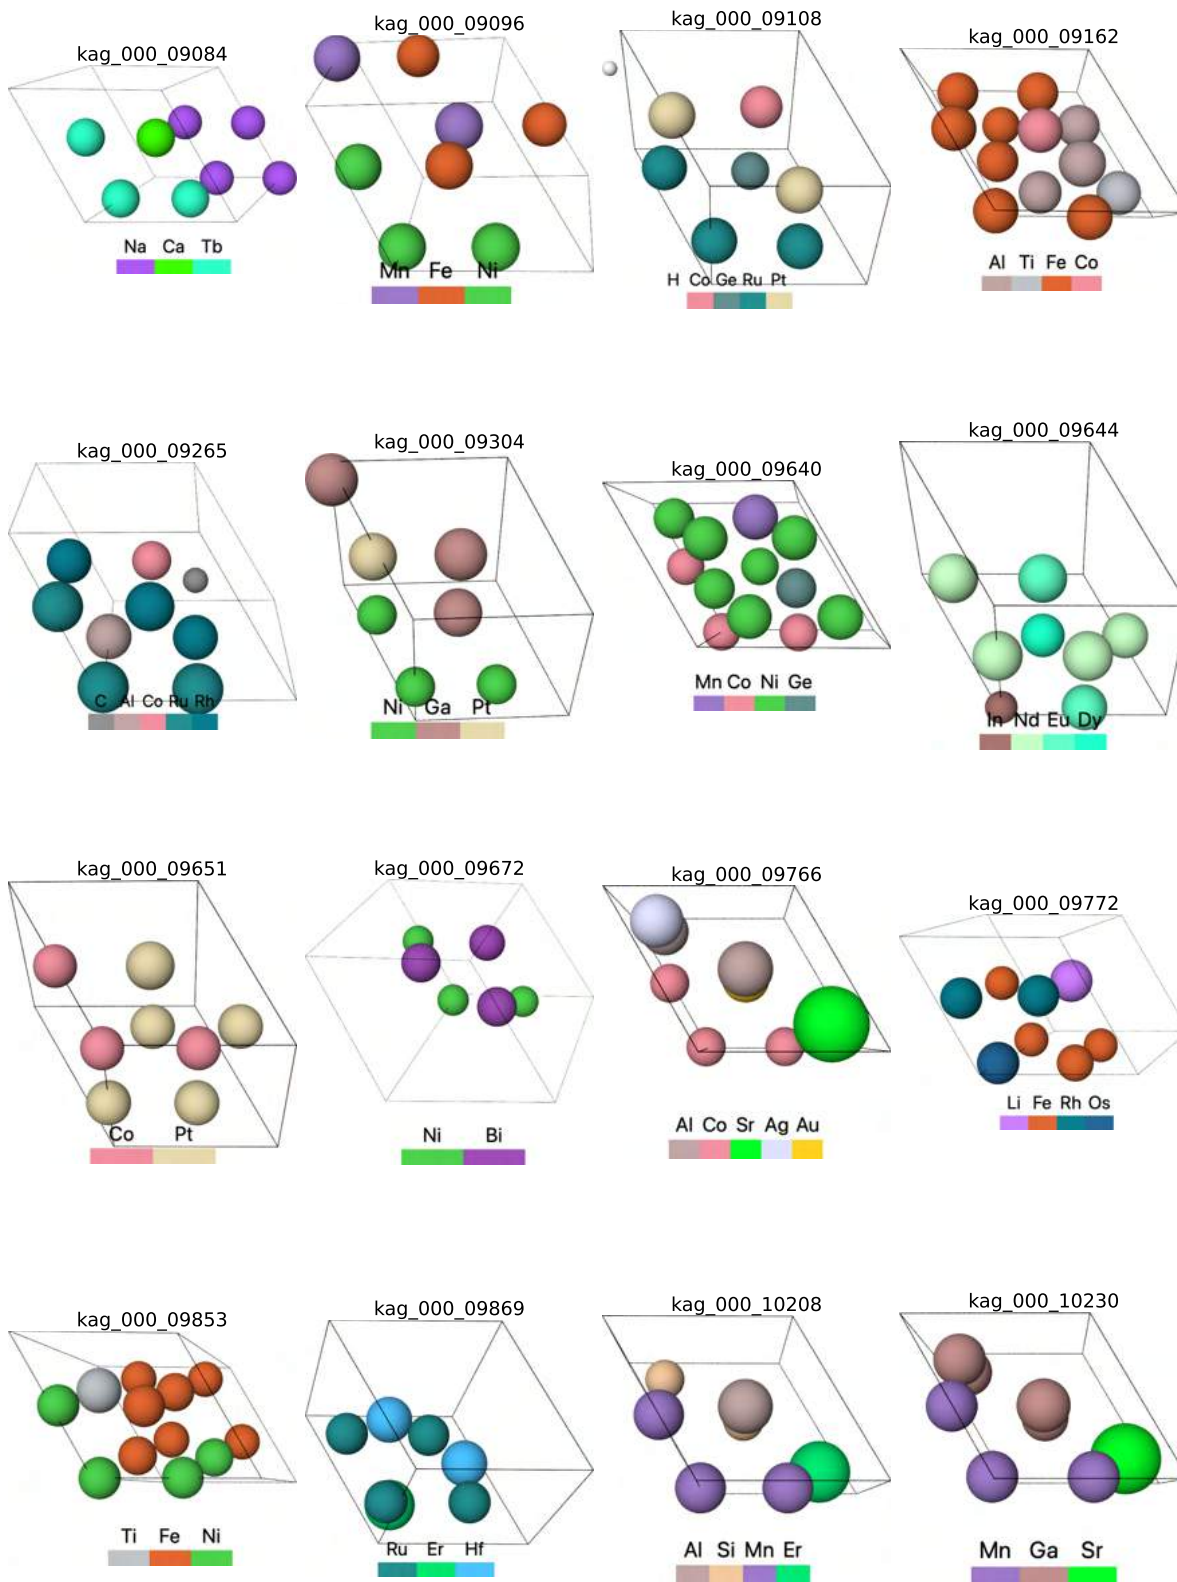 kag_000_09084
Na Ca Tb
kag_000_09096
Mn Fe Ni
kag_000_09108
H Co Ge Ru Pt
kag_000_09162
Al Ti Fe Co
kag_000_09265
C Al Co Ru Rh
kag_000_09304
Ni Ga Pt
kag_000_09640
Mn Co Ni Ge
kag_000_09644
In Nd Eu Dy
kag_000_09651
Co Pt
kag_000_09672
Ni Bi
kag_000_09766
Al Co Sr Ag Au
kag_000_09772
Li Fe Rh Os
kag_000_09853
Ti Fe Ni
kag_000_09869
Ru Er Hf
kag_000_10208
Al Si Mn Er
kag_000_10230
Mn Ga Sr